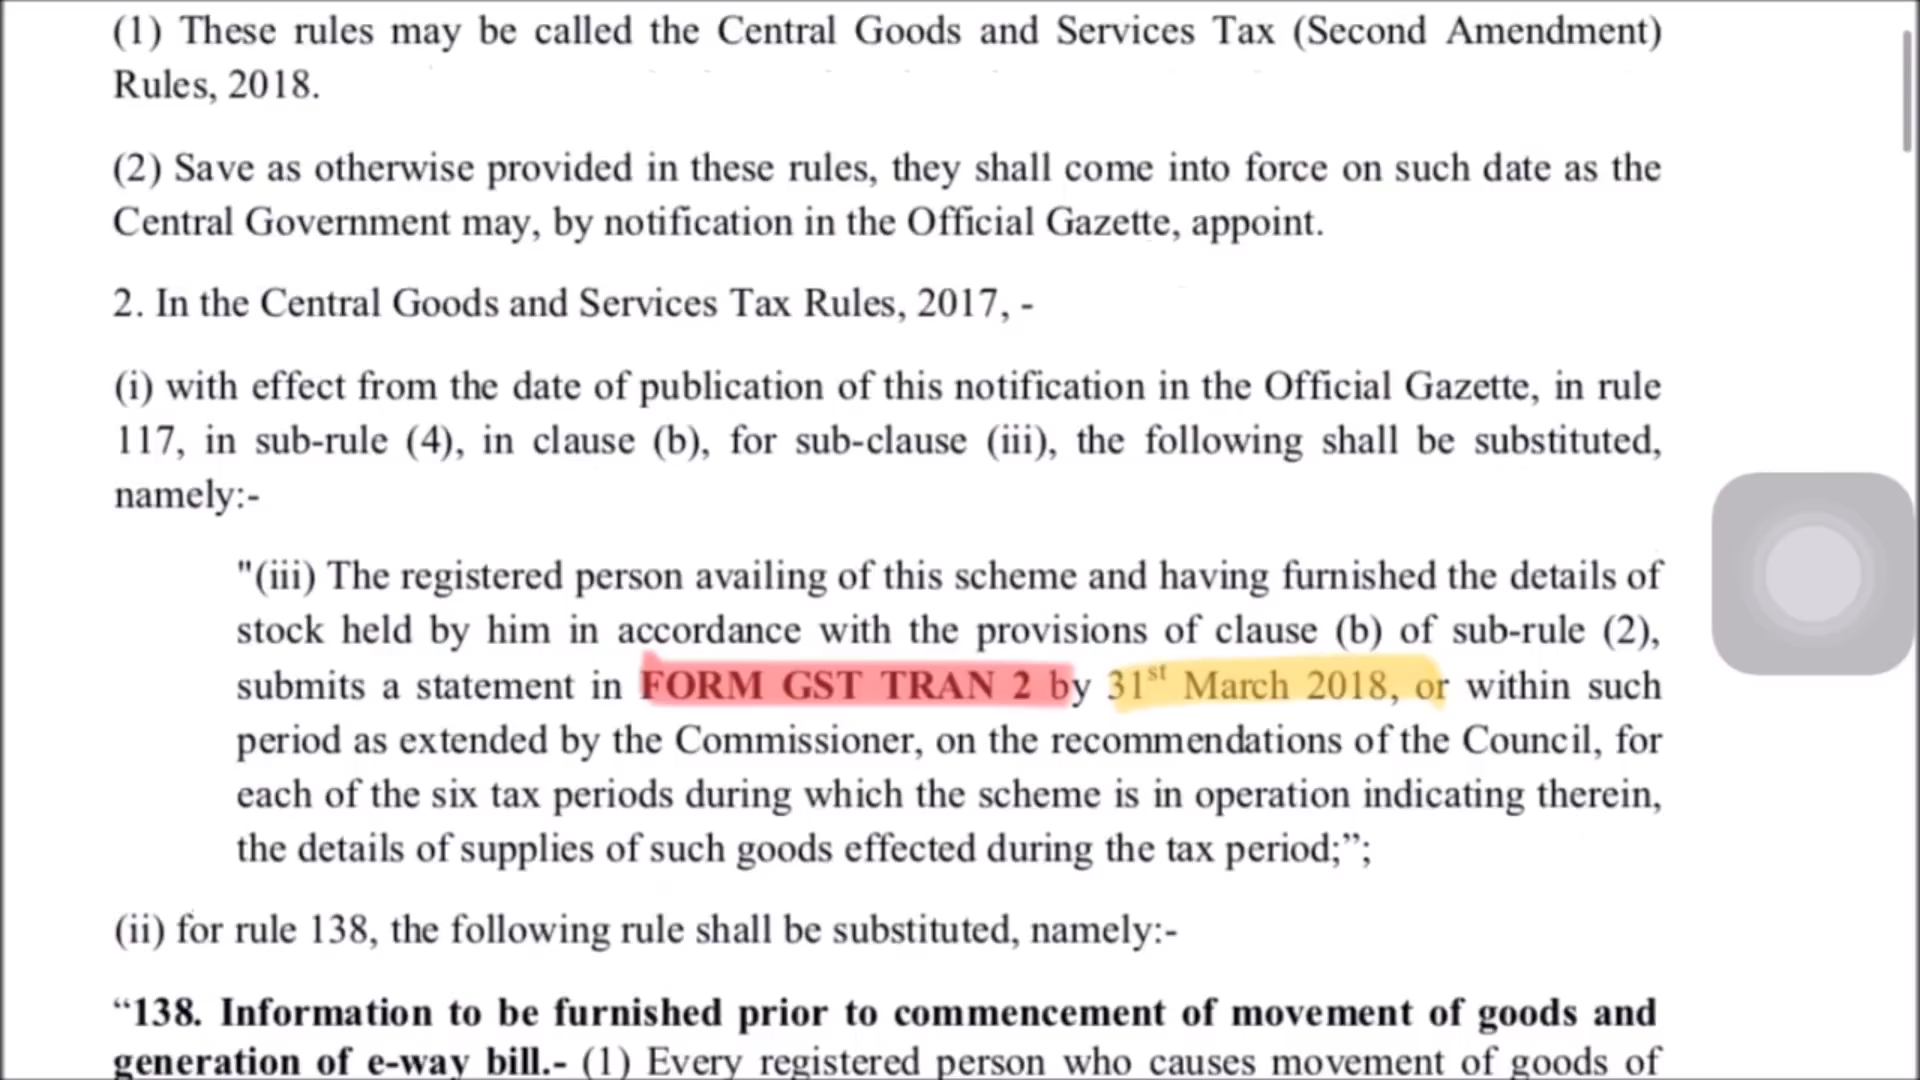 (1) These rules may be called the Central Goods and Services Tax (Second Amendment)
Rules, 2018.
(2) Save as otherwise provided in these rules, they shall come into force on such date as the
Central Government may, by notification in the Official Gazette, appoint.
2. In the Central Goods and Services Tax Rules, 2017, -
(i) with effect from the date of publication of this notification in the Official Gazette, in rule
117, in sub-rule (4), in clause (b), for sub-clause (iii), the following shall be substituted,
namely:-
"(iii) The registered person availing of this scheme and having furnished the details of
stock held by him in accordance with the provisions of clause (b) of sub-rule (2),
submits a statement in FORM GST TRAN 2 by 31st March 2018, or within such
period as extended by the Commissioner, on the recommendations of the Council, for
each of the six tax periods during which the scheme is in operation indicating therein,
the details of supplies of such goods effected during the tax period;”;
(ii) for rule 138, the following rule shall be substituted, namely:-
“138. Information to be furnished prior to commencement of movement of goods and
generation of e-way bill.- (1) Every registered person who causes movement of goods of